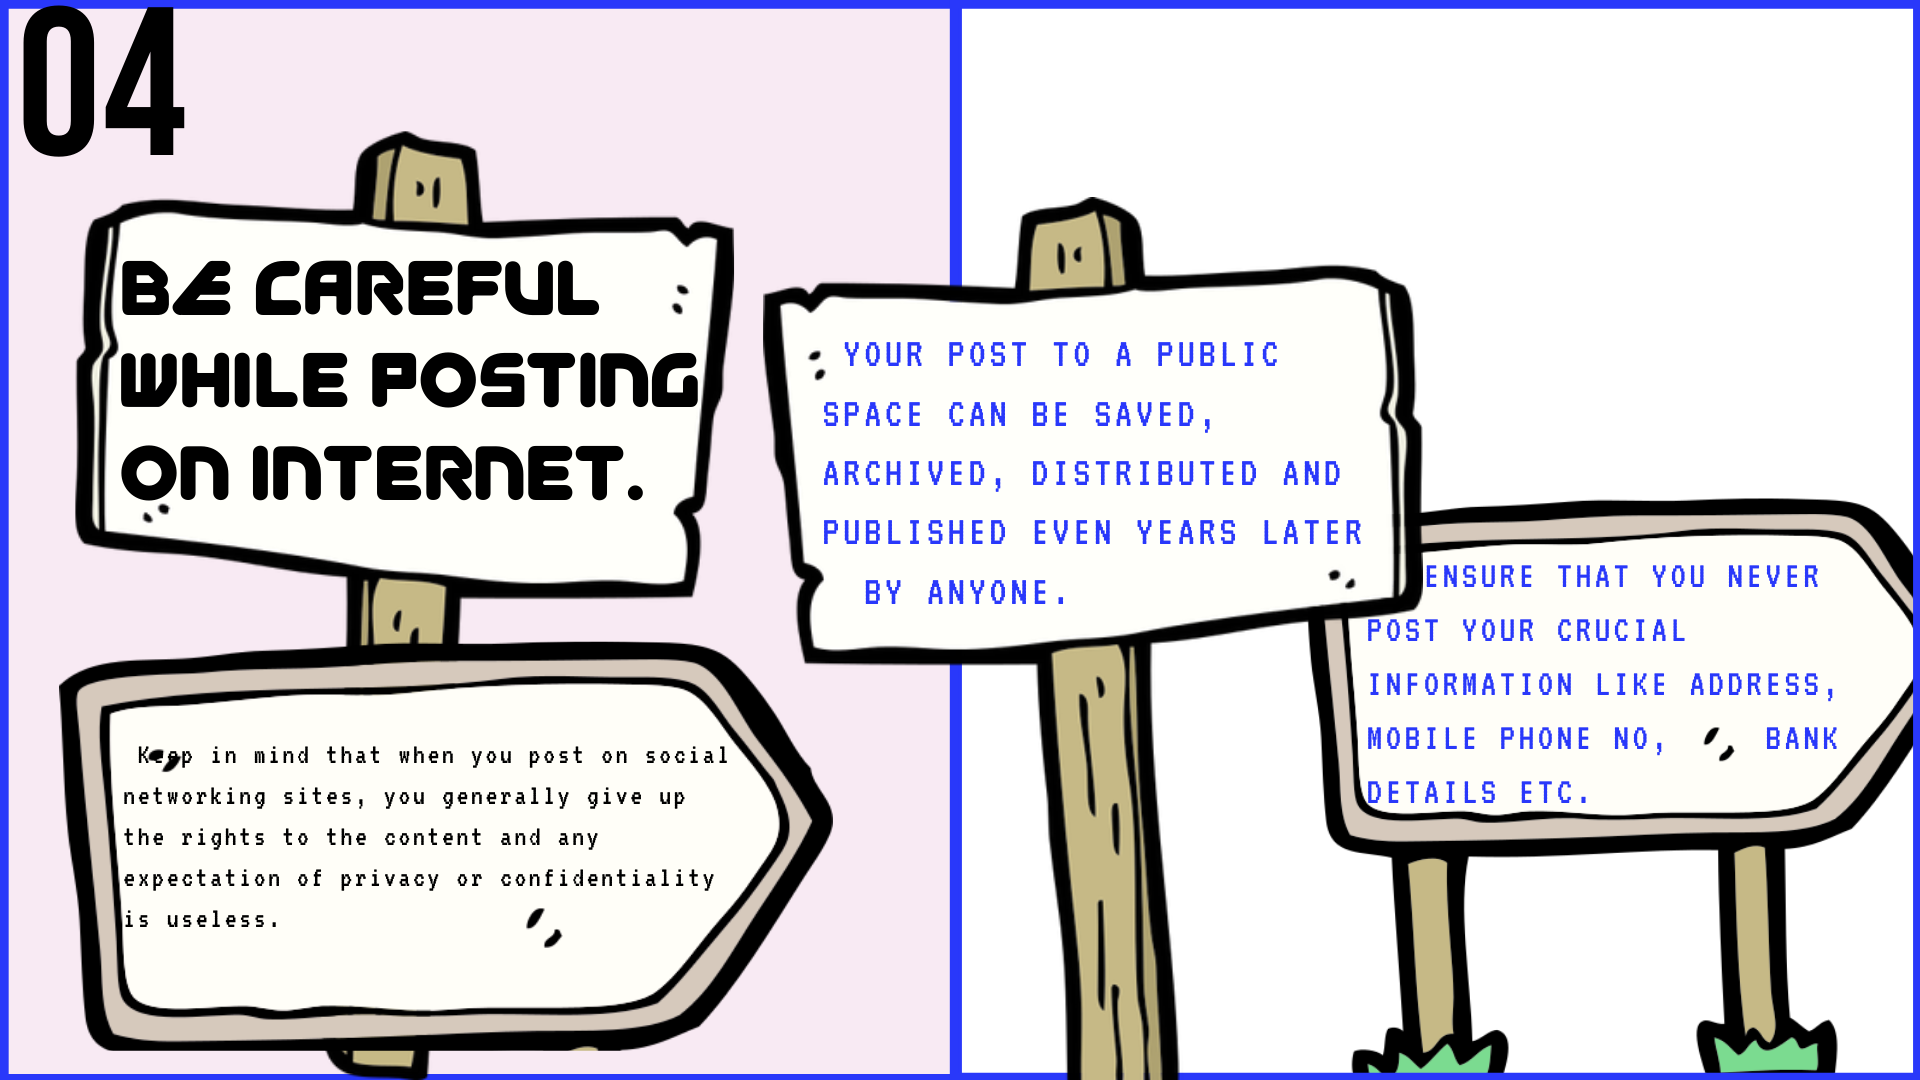 04
BE CAREFUL
WHILE POSTING
ON INTERNET.
Keep in mind that when you post on social
networking sites, you generally give up
the rights to the content and any
expectation of privacy or confidentiality
is useless.
YOUR POST TO A PUBLIC
SPACE CAN BE SAVED,
ARCHIVED, DISTRIBUTED AND
PUBLISHED EVEN YEARS LATER
BY ANYONE.
ENSURE THAT YOU NEVER
POST YOUR CRUCIAL
INFORMATION LIKE ADDRESS,
MOBILE PHONE NO, BANK
DETAILS ETC.